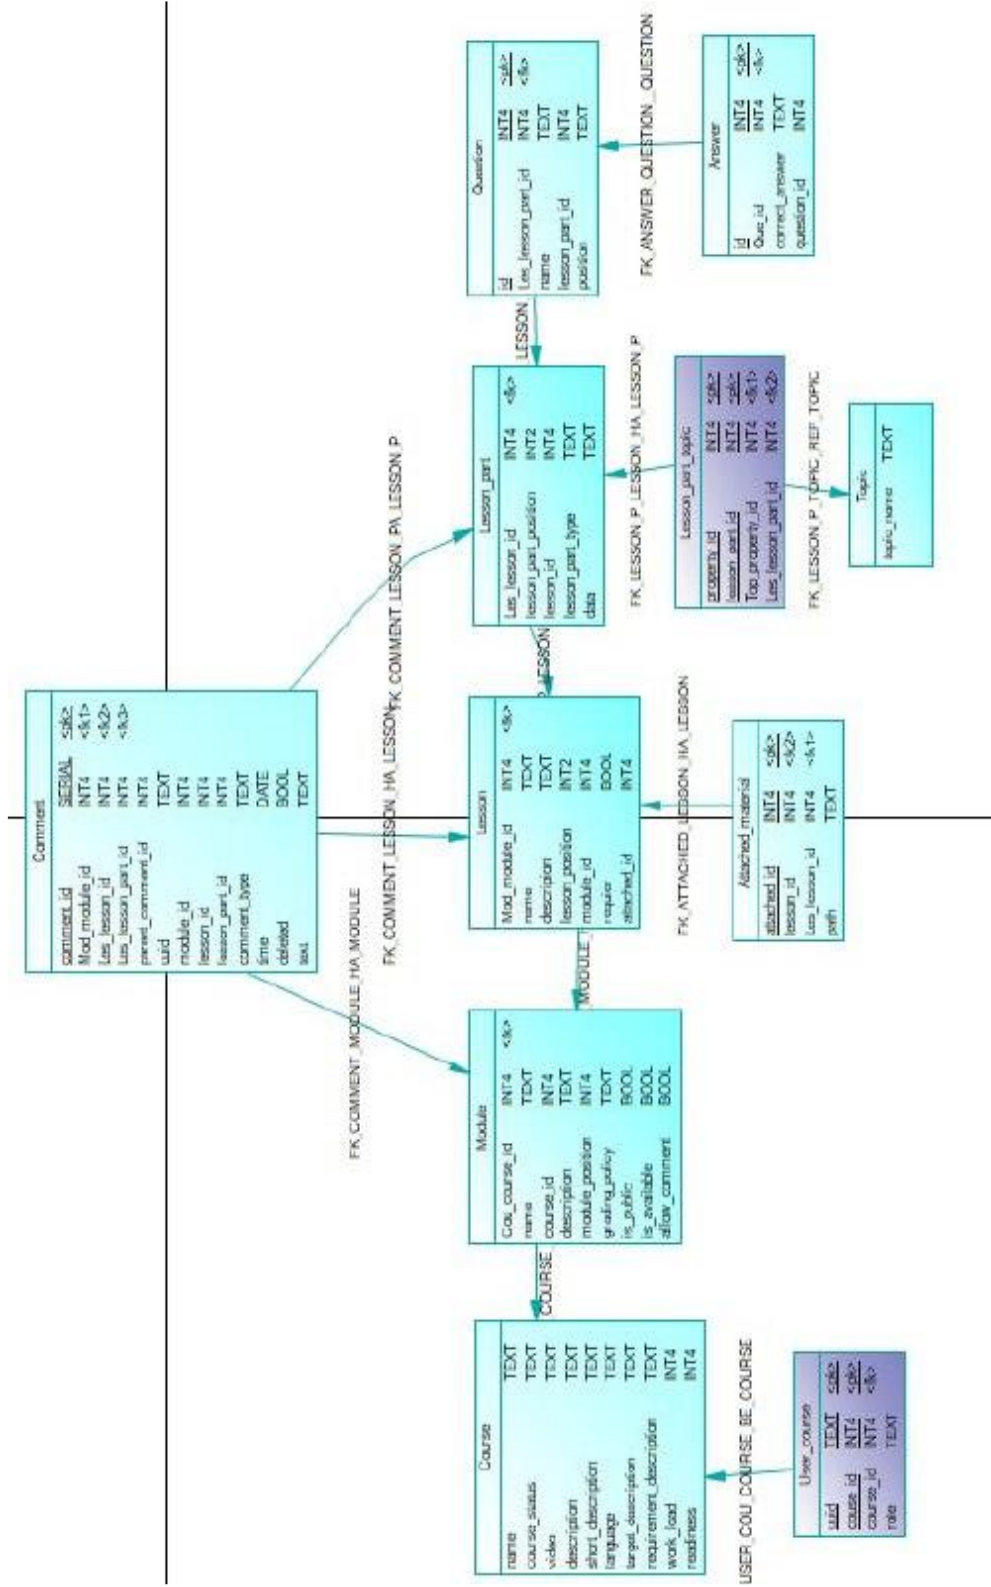 Comment
comment_id SERIAL <pk>
Mod_module_id INT4 <fk1>
Les_lesson_id INT4 <fk2>
Les_lesson_part_id INT4 <fk3>
parent_comment_id INT4
uuid TEXT
module_id INT4
lesson_id INT4
lesson_part_id INT4
comment_type TEXT
time DATE
deleted BOOL
text TEXT
FK_COMMENT_MODULE_HA_MODULE
FK_COMMENT_LESSON_HA_LESSON
FK_COMMENT_LESSON_PA_LESSON_P
Course
name TEXT
course_status TEXT
video TEXT
description TEXT
short_description TEXT
language TEXT
target_description TEXT
requirement_description TEXT
work_load INT4
readiness INT4
COURSE
Module
Cou_course_id INT4 <fk>
name TEXT
course_id INT4
description TEXT
module_position INT4
grading_policy TEXT
is_public BOOL
is_available BOOL
allow_comment BOOL
_MODULE_
Lesson
Mod_module_id INT4 <fk>
name TEXT
description TEXT
lesson_position INT2
module_id INT4
requier BOOL
attached_id INT4
P_LESSON
Lesson_part
Les_lesson_id INT4 <fk>
lesson_part_position INT2
lesson_id INT4
lesson_part_type TEXT
data TEXT
_LESSON_
Question
id INT4 <pk>
Les_lesson_part_id INT4 <fk>
name TEXT
lesson_part_id INT4
position TEXT
USER_COU_COURSE_BE_COURSE
FK_ATTACHED_LESSON_HA_LESSON
FK_LESSON_P_LESSON_HA_LESSON_P
FK_ANSWER_QUESTION__QUESTION
User_course
uuid TEXT <pk>
couse_id INT4 <pk>
course_id INT4 <fk>
role TEXT
Attached_material
attached_id INT4 <pk>
lesson_id INT4 <fk2>
Les_lesson_id INT4 <fk1>
path TEXT
Lesson_part_topic
property_id INT4 <pk>
lesson_part_id INT4 <pk>
Top_property_id INT4 <fk1>
Les_lesson_part_id INT4 <fk2>
Answer
id INT4 <pk>
Que_id INT4 <fk>
correct_answer TEXT
question_id INT4
FK_LESSON_P_TOPIC_REF_TOPIC
Topic
topic_name TEXT